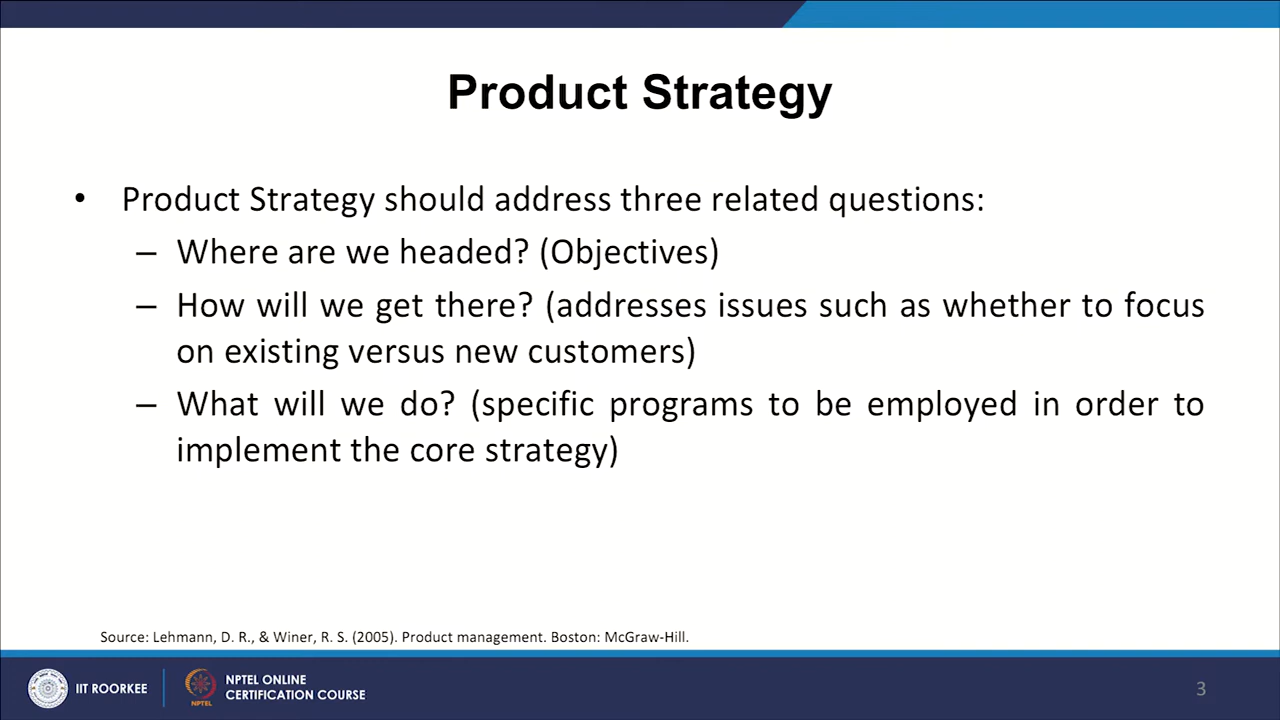 Product Strategy
• Product Strategy should address three related questions:
– Where are we headed? (Objectives)
– How will we get there? (addresses issues such as whether to focus
on existing versus new customers)
– What will we do? (specific programs to be employed in order to
implement the core strategy)
Source: Lehmann, D. R., & Winer, R. S. (2005). Product management. Boston: McGraw-Hill.
IIT ROORKEE
NPTEL
NPTEL ONLINE
CERTIFICATION COURSE
3